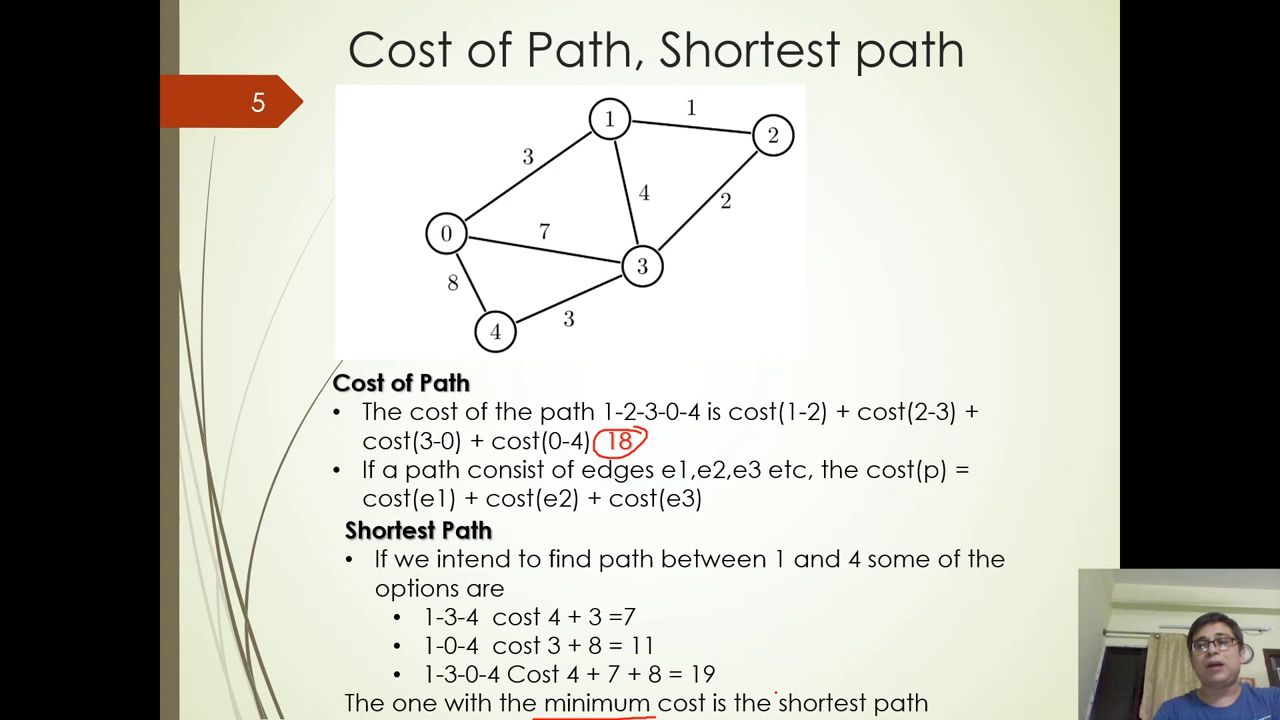 Cost of Path, Shortest path
5
1
1
2
3
4
2
0
7
3
8
4
3
Cost of Path
• The cost of the path 1-2-3-0-4 is cost(1-2) + cost(2-3) +
cost(3-0) + cost(0-4) 18
• If a path consist of edges e1,e2,e3 etc, the cost(p) =
cost(e1) + cost(e2) + cost(e3)
Shortest Path
• If we intend to find path between 1 and 4 some of the
options are
• 1-3-4 cost 4 + 3 =7
• 1-0-4 cost 3 + 8 = 11
• 1-3-0-4 Cost 4 + 7 + 8 = 19
The one with the minimum cost is the shortest path